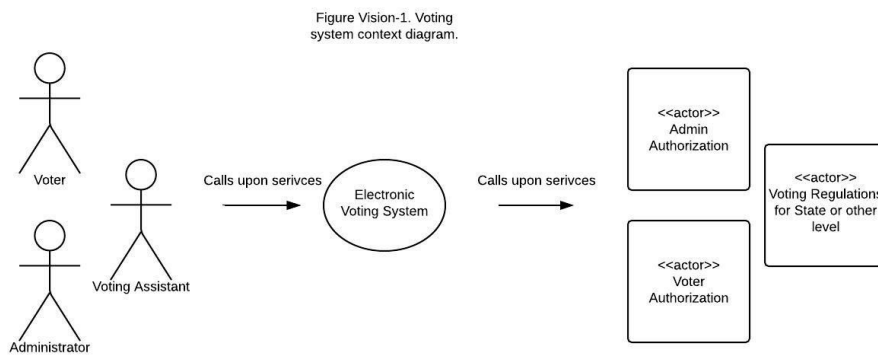 Figure Vision-1. Voting
system context diagram.
Voter
Voting Assistant
Administrator
Calls upon serivces
Electronic
Voting System
Calls upon serivces
<<actor>>
Admin
Authorization
<<actor>>
Voting Regulations
for State or other
level
<<actor>>
Voter
Authorization